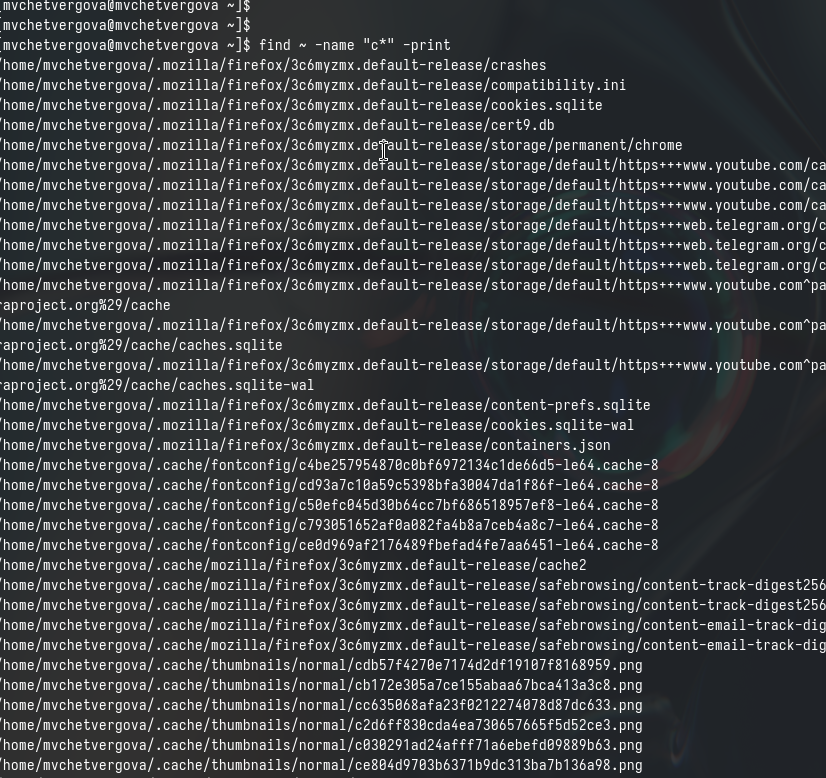 [mvchetvergova@mvchetvergova ~]$
[mvchetvergova@mvchetvergova ~]$
[mvchetvergova@mvchetvergova ~]$ find ~ -name "c*" -print
/home/mvchetvergova/.mozilla/firefox/3c6myzmx.default-release/crashes
/home/mvchetvergova/.mozilla/firefox/3c6myzmx.default-release/compatibility.ini
/home/mvchetvergova/.mozilla/firefox/3c6myzmx.default-release/cookies.sqlite
/home/mvchetvergova/.mozilla/firefox/3c6myzmx.default-release/cert9.db
/home/mvchetvergova/.mozilla/firefox/3c6myzmx.default-release/storage/permanent/chrome
/home/mvchetvergova/.mozilla/firefox/3c6myzmx.default-release/storage/default/https+++www.youtube.com/ca
/home/mvchetvergova/.mozilla/firefox/3c6myzmx.default-release/storage/default/https+++www.youtube.com/ca
/home/mvchetvergova/.mozilla/firefox/3c6myzmx.default-release/storage/default/https+++www.youtube.com/ca
/home/mvchetvergova/.mozilla/firefox/3c6myzmx.default-release/storage/default/https+++web.telegram.org/c
/home/mvchetvergova/.mozilla/firefox/3c6myzmx.default-release/storage/default/https+++web.telegram.org/c
/home/mvchetvergova/.mozilla/firefox/3c6myzmx.default-release/storage/default/https+++web.telegram.org/c
/home/mvchetvergova/.mozilla/firefox/3c6myzmx.default-release/storage/default/https+++www.youtube.com^pa
raproject.org%29/cache
/home/mvchetvergova/.mozilla/firefox/3c6myzmx.default-release/storage/default/https+++www.youtube.com^pa
raproject.org%29/cache/caches.sqlite
/home/mvchetvergova/.mozilla/firefox/3c6myzmx.default-release/storage/default/https+++www.youtube.com^pa
raproject.org%29/cache/caches.sqlite-wal
/home/mvchetvergova/.mozilla/firefox/3c6myzmx.default-release/content-prefs.sqlite
/home/mvchetvergova/.mozilla/firefox/3c6myzmx.default-release/cookies.sqlite-wal
/home/mvchetvergova/.mozilla/firefox/3c6myzmx.default-release/containers.json
/home/mvchetvergova/.cache/fontconfig/c4be257954870c0bf6972134c1de66d5-le64.cache-8
/home/mvchetvergova/.cache/fontconfig/cd93a7c10a59c5398bfa30047da1f86f-le64.cache-8
/home/mvchetvergova/.cache/fontconfig/c50efc045d30b64cc7bf686518957ef8-le64.cache-8
/home/mvchetvergova/.cache/fontconfig/c793051652af0a082fa4b8a7ceb4a8c7-le64.cache-8
/home/mvchetvergova/.cache/fontconfig/ce0d969af2176489fbefad4fe7aa6451-le64.cache-8
/home/mvchetvergova/.cache/mozilla/firefox/3c6myzmx.default-release/cache2
/home/mvchetvergova/.cache/mozilla/firefox/3c6myzmx.default-release/safebrowsing/content-track-digest256
/home/mvchetvergova/.cache/mozilla/firefox/3c6myzmx.default-release/safebrowsing/content-track-digest256
/home/mvchetvergova/.cache/mozilla/firefox/3c6myzmx.default-release/safebrowsing/content-email-track-dig
/home/mvchetvergova/.cache/mozilla/firefox/3c6myzmx.default-release/safebrowsing/content-email-track-dig
/home/mvchetvergova/.cache/thumbnails/normal/cdb57f4270e7174d2df19107f8168959.png
/home/mvchetvergova/.cache/thumbnails/normal/cb172e305a7ce155abaa67bca413a3c8.png
/home/mvchetvergova/.cache/thumbnails/normal/cc635068afa23f0212274078d87dc633.png
/home/mvchetvergova/.cache/thumbnails/normal/c2d6ff830cda4ea730657665f5d52ce3.png
/home/mvchetvergova/.cache/thumbnails/normal/c030291ad24afff71a6ebefd09889b63.png
/home/mvchetvergova/.cache/thumbnails/normal/ce804d9703b6371b9dc313ba7b136a98.png